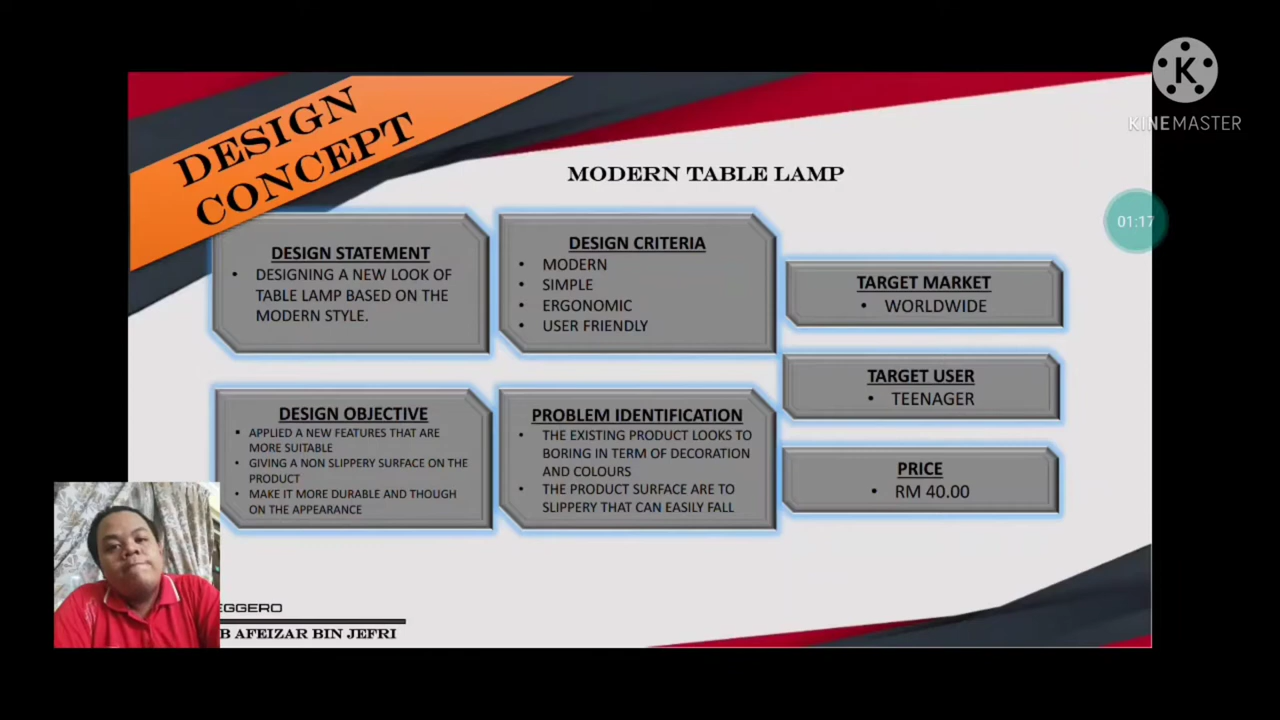 DESIGN
CONCEPT
MODERN TABLE LAMP
DESIGN STATEMENT
• DESIGNING A NEW LOOK OF
TABLE LAMP BASED ON THE
MODERN STYLE.
DESIGN CRITERIA
• MODERN
• SIMPLE
• ERGONOMIC
• USER FRIENDLY
TARGET MARKET
• WORLDWIDE
TARGET USER
• TEENAGER
PRICE
• RM 40.00
DESIGN OBJECTIVE
• APPLIED A NEW FEATURES THAT ARE
MORE SUITABLE
• GIVING A NON SLIPPERY SURFACE ON THE
PRODUCT
• MAKE IT MORE DURABLE AND THOUGH
ON THE APPEARANCE
PROBLEM IDENTIFICATION
• THE EXISTING PRODUCT LOOKS TO
BORING IN TERM OF DECORATION
AND COLOURS
• THE PRODUCT SURFACE ARE TO
SLIPPERY THAT CAN EASILY FALL
EGGERO
B AFEIZAR BIN JEFRI
K
KINEMASTER
01:17